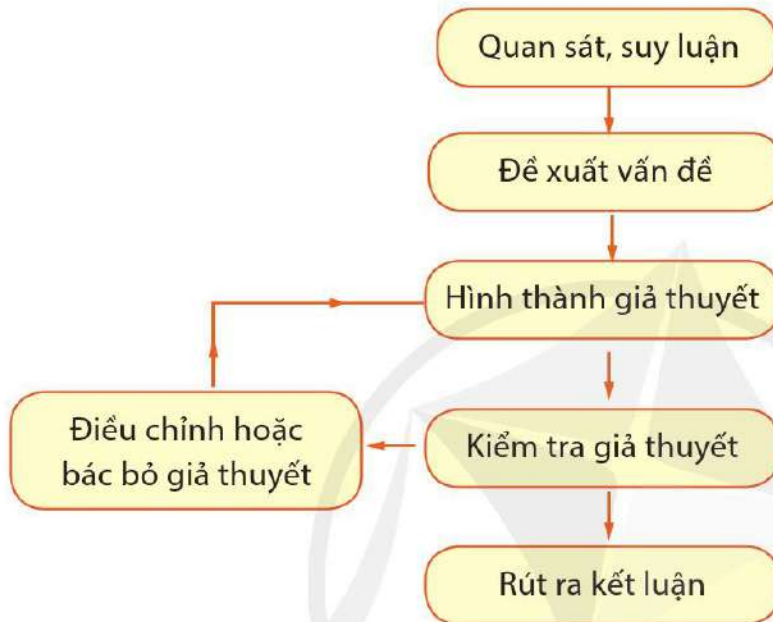 Quan sát, suy luận
Đề xuất vấn đề
Hình thành giả thuyết
Điều chỉnh hoặc
bác bỏ giả thuyết
Kiểm tra giả thuyết
Rút ra kết luận